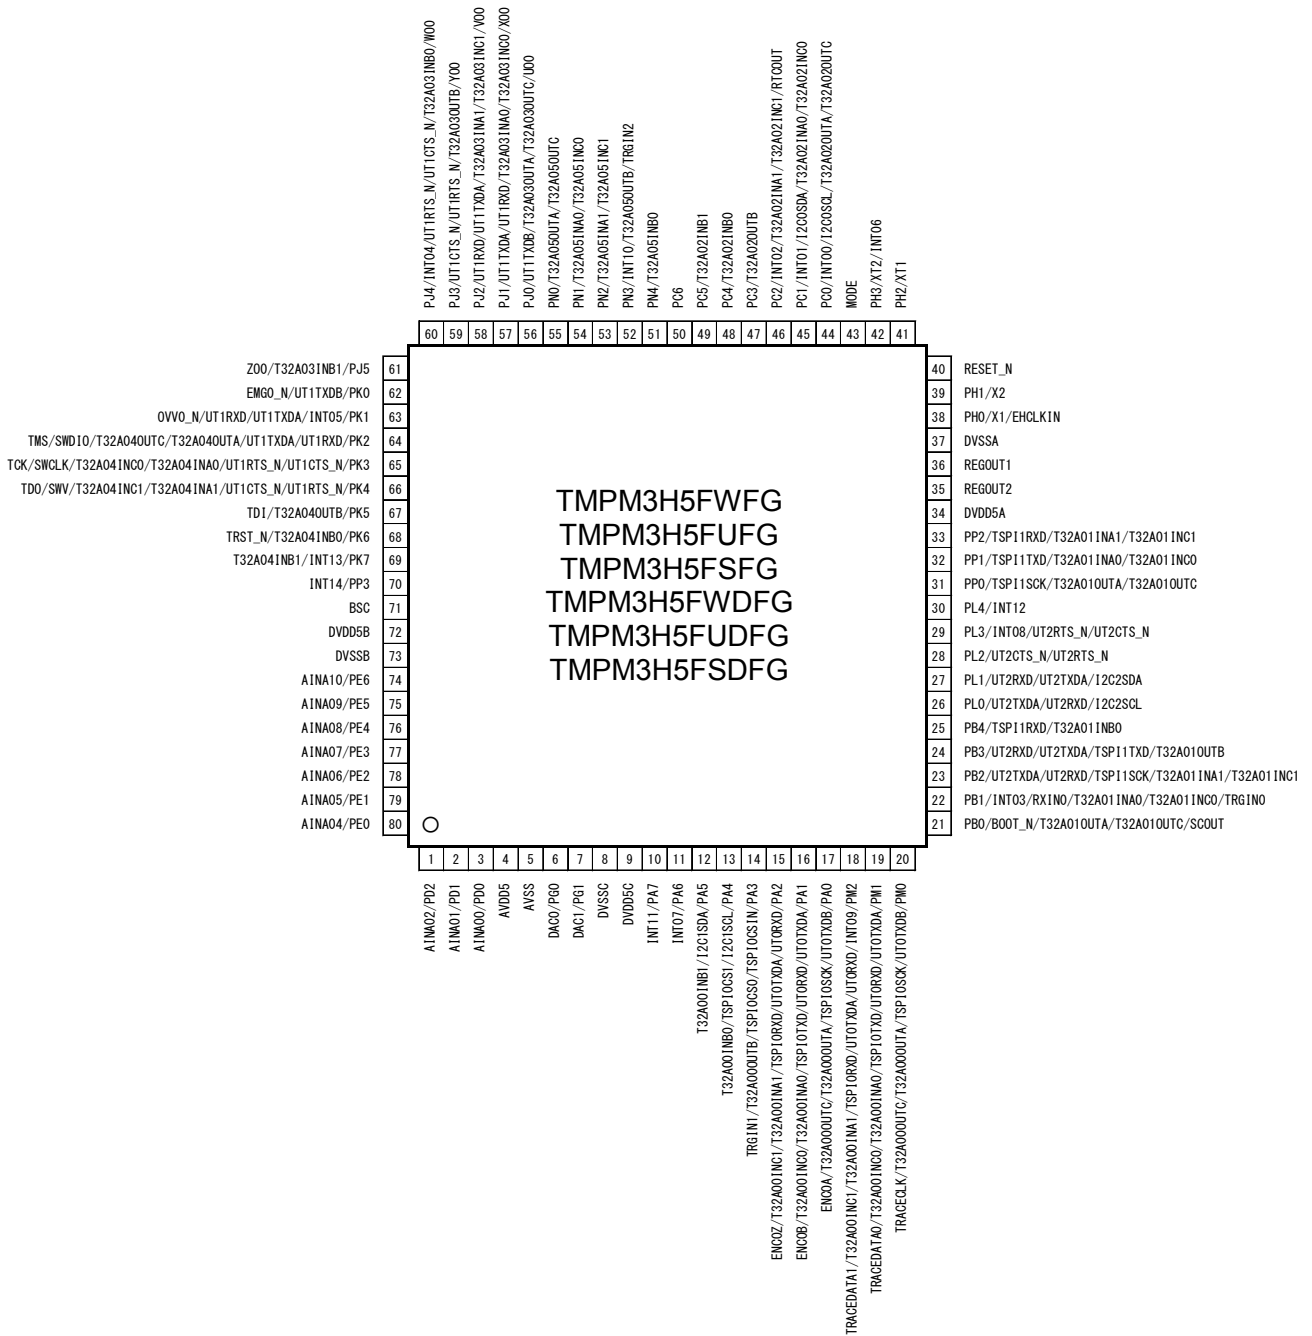 PJ4/INT04/UT1RTS_N/UT1CTS_N/T32A03INB0/WO0
PJ3/UT1CTS_N/UT1RTS_N/T32A03OUTB/YO0
PJ2/UT1RXD/UT1TXDA/T32A03INA1/T32A03INC1/VO0
PJ1/UT1TXDA/UT1RXD/T32A03INA0/T32A03INC0/XO0
PJ0/UT1TXDB/T32A03OUTA/T32A03OUTC/UO0
PN0/T32A05OUTA/T32A05OUTC
PN1/T32A05INA0/T32A05INC0
PN2/T32A05INA1/T32A05INC1
PN3/INT10/T32A05OUTB/TRGIN2
PN4/T32A05INB0
PC6
PC5/T32A02INB1
PC4/T32A02INB0
PC3/T32A02OUTB
PC2/INT02/T32A02INA1/T32A02INC1/RTCOUT
PC1/INT01/I2C0SDA/T32A02INA0/T32A02INC0
PC0/INT00/I2C0SCL/T32A02OUTA/T32A02OUTC
MODE
PH3/XT2/INT06
PH2/XT1
60 59 58 57 56 55 54 53 52 51 50 49 48 47 46 45 44 43 42 41
ZO0/T32A03INB1/PJ5 61
EMG0_N/UT1TXDB/PK0 62
OVV0_N/UT1RXD/UT1TXDA/INT05/PK1 63
TMS/SWDIO/T32A04OUTC/T32A04OUTA/UT1TXDA/UT1RXD/PK2 64
TCK/SWCLK/T32A04INC0/T32A04INA0/UT1RTS_N/UT1CTS_N/PK3 65
TDO/SWV/T32A04INC1/T32A04INA1/UT1CTS_N/UT1RTS_N/PK4 66
TDI/T32A04OUTB/PK5 67
TRST_N/T32A04INB0/PK6 68
T32A04INB1/INT13/PK7 69
INT14/PP3 70
BSC 71
DVDD5B 72
DVSSB 73
AINA10/PE6 74
AINA09/PE5 75
AINA08/PE4 76
AINA07/PE3 77
AINA06/PE2 78
AINA05/PE1 79
AINA04/PE0 80
TMPM3H5FWFG
TMPM3H5FUFG
TMPM3H5FSFG
TMPM3H5FWDFG
TMPM3H5FUDFG
TMPM3H5FSDFG
40 RESET_N
39 PH1/X2
38 PH0/X1/EHCLKIN
37 DVSSA
36 REGOUT1
35 REGOUT2
34 DVDD5A
33 PP2/TSPI1RXD/T32A01INA1/T32A01INC1
32 PP1/TSPI1TXD/T32A01INA0/T32A01INC0
31 PP0/TSPI1SCK/T32A01OUTA/T32A01OUTC
30 PL4/INT12
29 PL3/INT08/UT2RTS_N/UT2CTS_N
28 PL2/UT2CTS_N/UT2RTS_N
27 PL1/UT2RXD/UT2TXDA/I2C2SDA
26 PL0/UT2TXDA/UT2RXD/I2C2SCL
25 PB4/TSPI1RXD/T32A01INB0
24 PB3/UT2RXD/UT2TXDA/TSPI1TXD/T32A01OUTB
23 PB2/UT2TXDA/UT2RXD/TSPI1SCK/T32A01INA1/T32A01INC1
22 PB1/INT03/RXIN0/T32A01INA0/T32A01INC0/TRGIN0
21 PB0/BOOT_N/T32A01OUTA/T32A01OUTC/SCOUT
1 2 3 4 5 6 7 8 9 10 11 12 13 14 15 16 17 18 19 20
AINA02/PD2
AINA01/PD1
AINA00/PD0
AVDD5
AVSS
DAC0/PG0
DAC1/PG1
DVSSC
DVDD5C
INT11/PA7
INT07/PA6
T32A00INB1/I2C1SDA/PA5
T32A00INB0/TSPI0CS1/I2C1SCL/PA4
TRGIN1/T32A00OUTB/TSPI0CS0/TSPI0CSIN/PA3
ENC0Z/T32A00INC1/T32A00INA1/TSPI0RXD/UT0TXDA/UT0RXD/PA2
ENC0B/T32A00INC0/T32A00INA0/TSPI0TXD/UT0RXD/UT0TXDA/PA1
ENC0A/T32A00OUTC/T32A00OUTA/TSPI0SCK/UT0TXDB/PA0
TRACEDATA1/T32A00INC1/T32A00INA1/TSPI0RXD/UT0TXDA/UT0RXD/INT09/PM2
TRACEDATA0/T32A00INC0/T32A00INA0/TSPI0TXD/UT0RXD/UT0TXDA/PM1
TRACECLK/T32A00OUTC/T32A00OUTA/TSPI0SCK/UT0TXDB/PM0